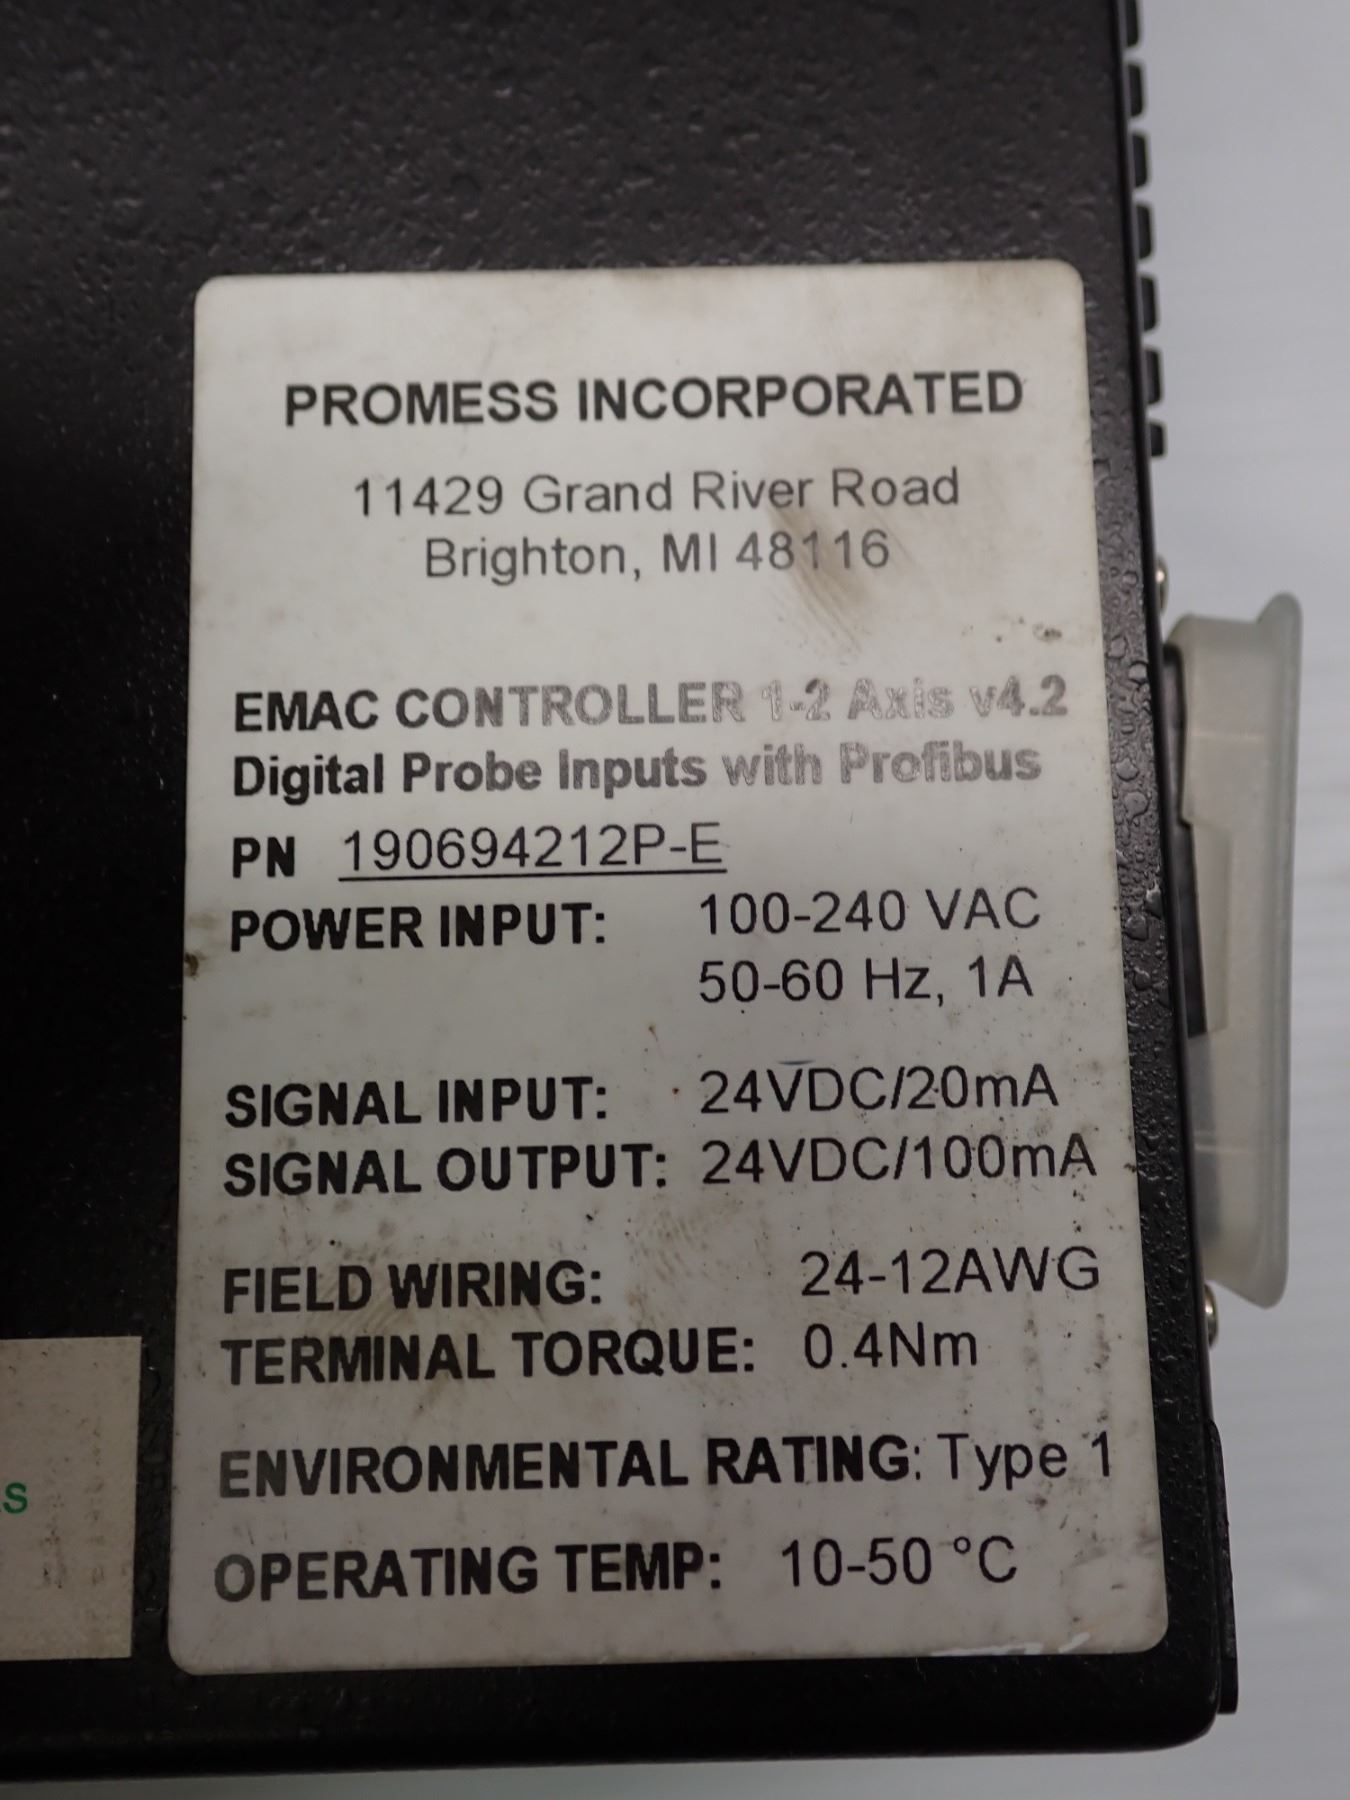 PROMESS INCORPORATED
11429 Grand River Road
Brighton, MI 48116
EMAC CONTROLLER 1-2 Axis v4.2
Digital Probe Inputs with Profibus
PN 190694212P-E
POWER INPUT: 100-240 VAC
50-60 Hz, 1A
SIGNAL INPUT: 24VDC/20mA
SIGNAL OUTPUT: 24VDC/100mA
FIELD WIRING: 24-12AWG
TERMINAL TORQUE: 0.4Nm
ENVIRONMENTAL RATING: Type 1
OPERATING TEMP: 10-50 °C